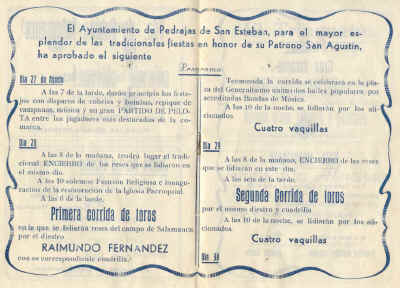 El Ayuntamiento de Pedrajas de San Esteban, para el mayor es-
plendor de las tradicionales fiestas en honor de su Patrono San Agustín,
ha aprobado el siguiente
Programa
Día 27 de Agosto
A las 7 de la tarde, darán principio los feste-
jos con disparos de cohetes y bombas, repique de
campanas, música y un gran PARTIDO DE PELO-
TA entre los jugadores más destacados de la co-
marca.
Día 28
A las 8 de la mañana, tendrá lugar el tradi-
cional ENCIERRO de las reses que se lidiarán en
el mismo día.
A las 10 solemnes Función Religiosa e inaugu-
ración de la restauración de la Iglesia Parroquial.
A las 6 de la tarde,
Primera corrida de toros
en la que se lidiarán reses del campo de Salamanca,
por el diestro
RAIMUNDO FERNANDEZ
con su correspondiente cuadrilla.
Terminada la corrida se celebrará en la pla-
za del Generalísimo animados bailes populares por
acreditadas Bandas de Música.
A las 10 de la noche, se lidiarán por los afi-
cionados
Cuatro vaquillas
Día 29
A las 8 de la mañana, ENCIERRO de las reses
que se lidiarán en este día.
A las seis de la tarde,
Segunda Corrida de toros
por el mismo diestro y cuadrilla.
A las 10 de la noche, se lidiarán por los afi-
cionados
Cuatro vaquillas
Día 30